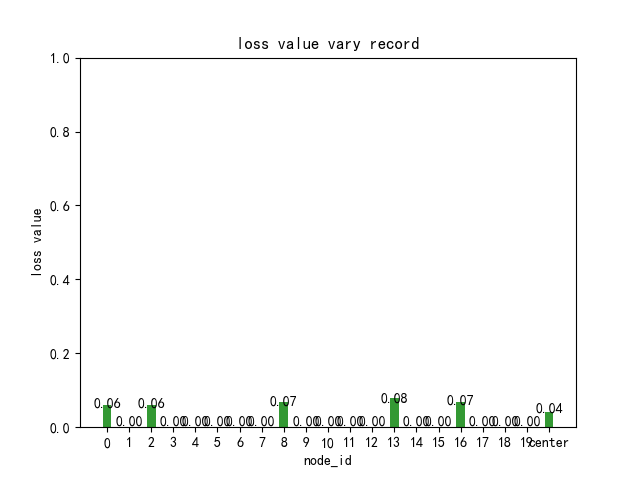 loss value vary record
1.0
0.8
0.6
0.4
0.2
0.0
loss value
0.06 0.00 0.06 0.00 0.00 0.00 0.00 0.00 0.07 0.00 0.00 0.00 0.00 0.08 0.00 0.00 0.07 0.00 0.00 0.00 0.04
0 1 2 3 4 5 6 7 8 9 10 11 12 13 14 15 16 17 18 19 center
node_id